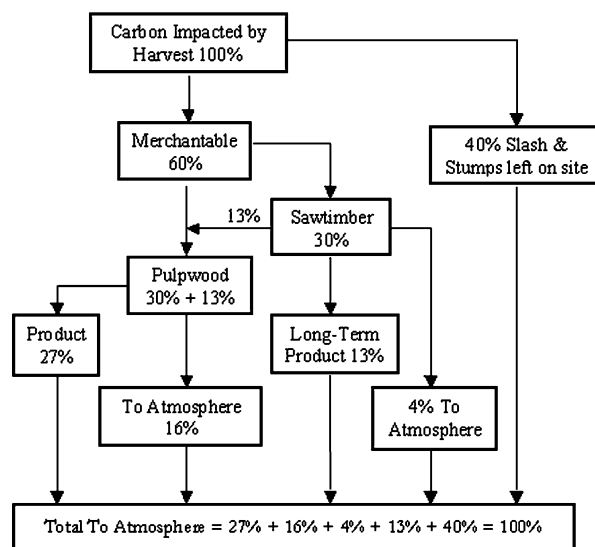 Carbon Impacted by
Harvest 100%
Merchantable
60%
40% Slash &
Stumps left on site
13%
Sawtimber
30%
Pulpwood
30% + 13%
Product
27%
Long-Term
Product 13%
To Atmosphere
16%
4% To
Atmosphere
Total To Atmosphere = 27% + 16% + 4% + 13% + 40% = 100%